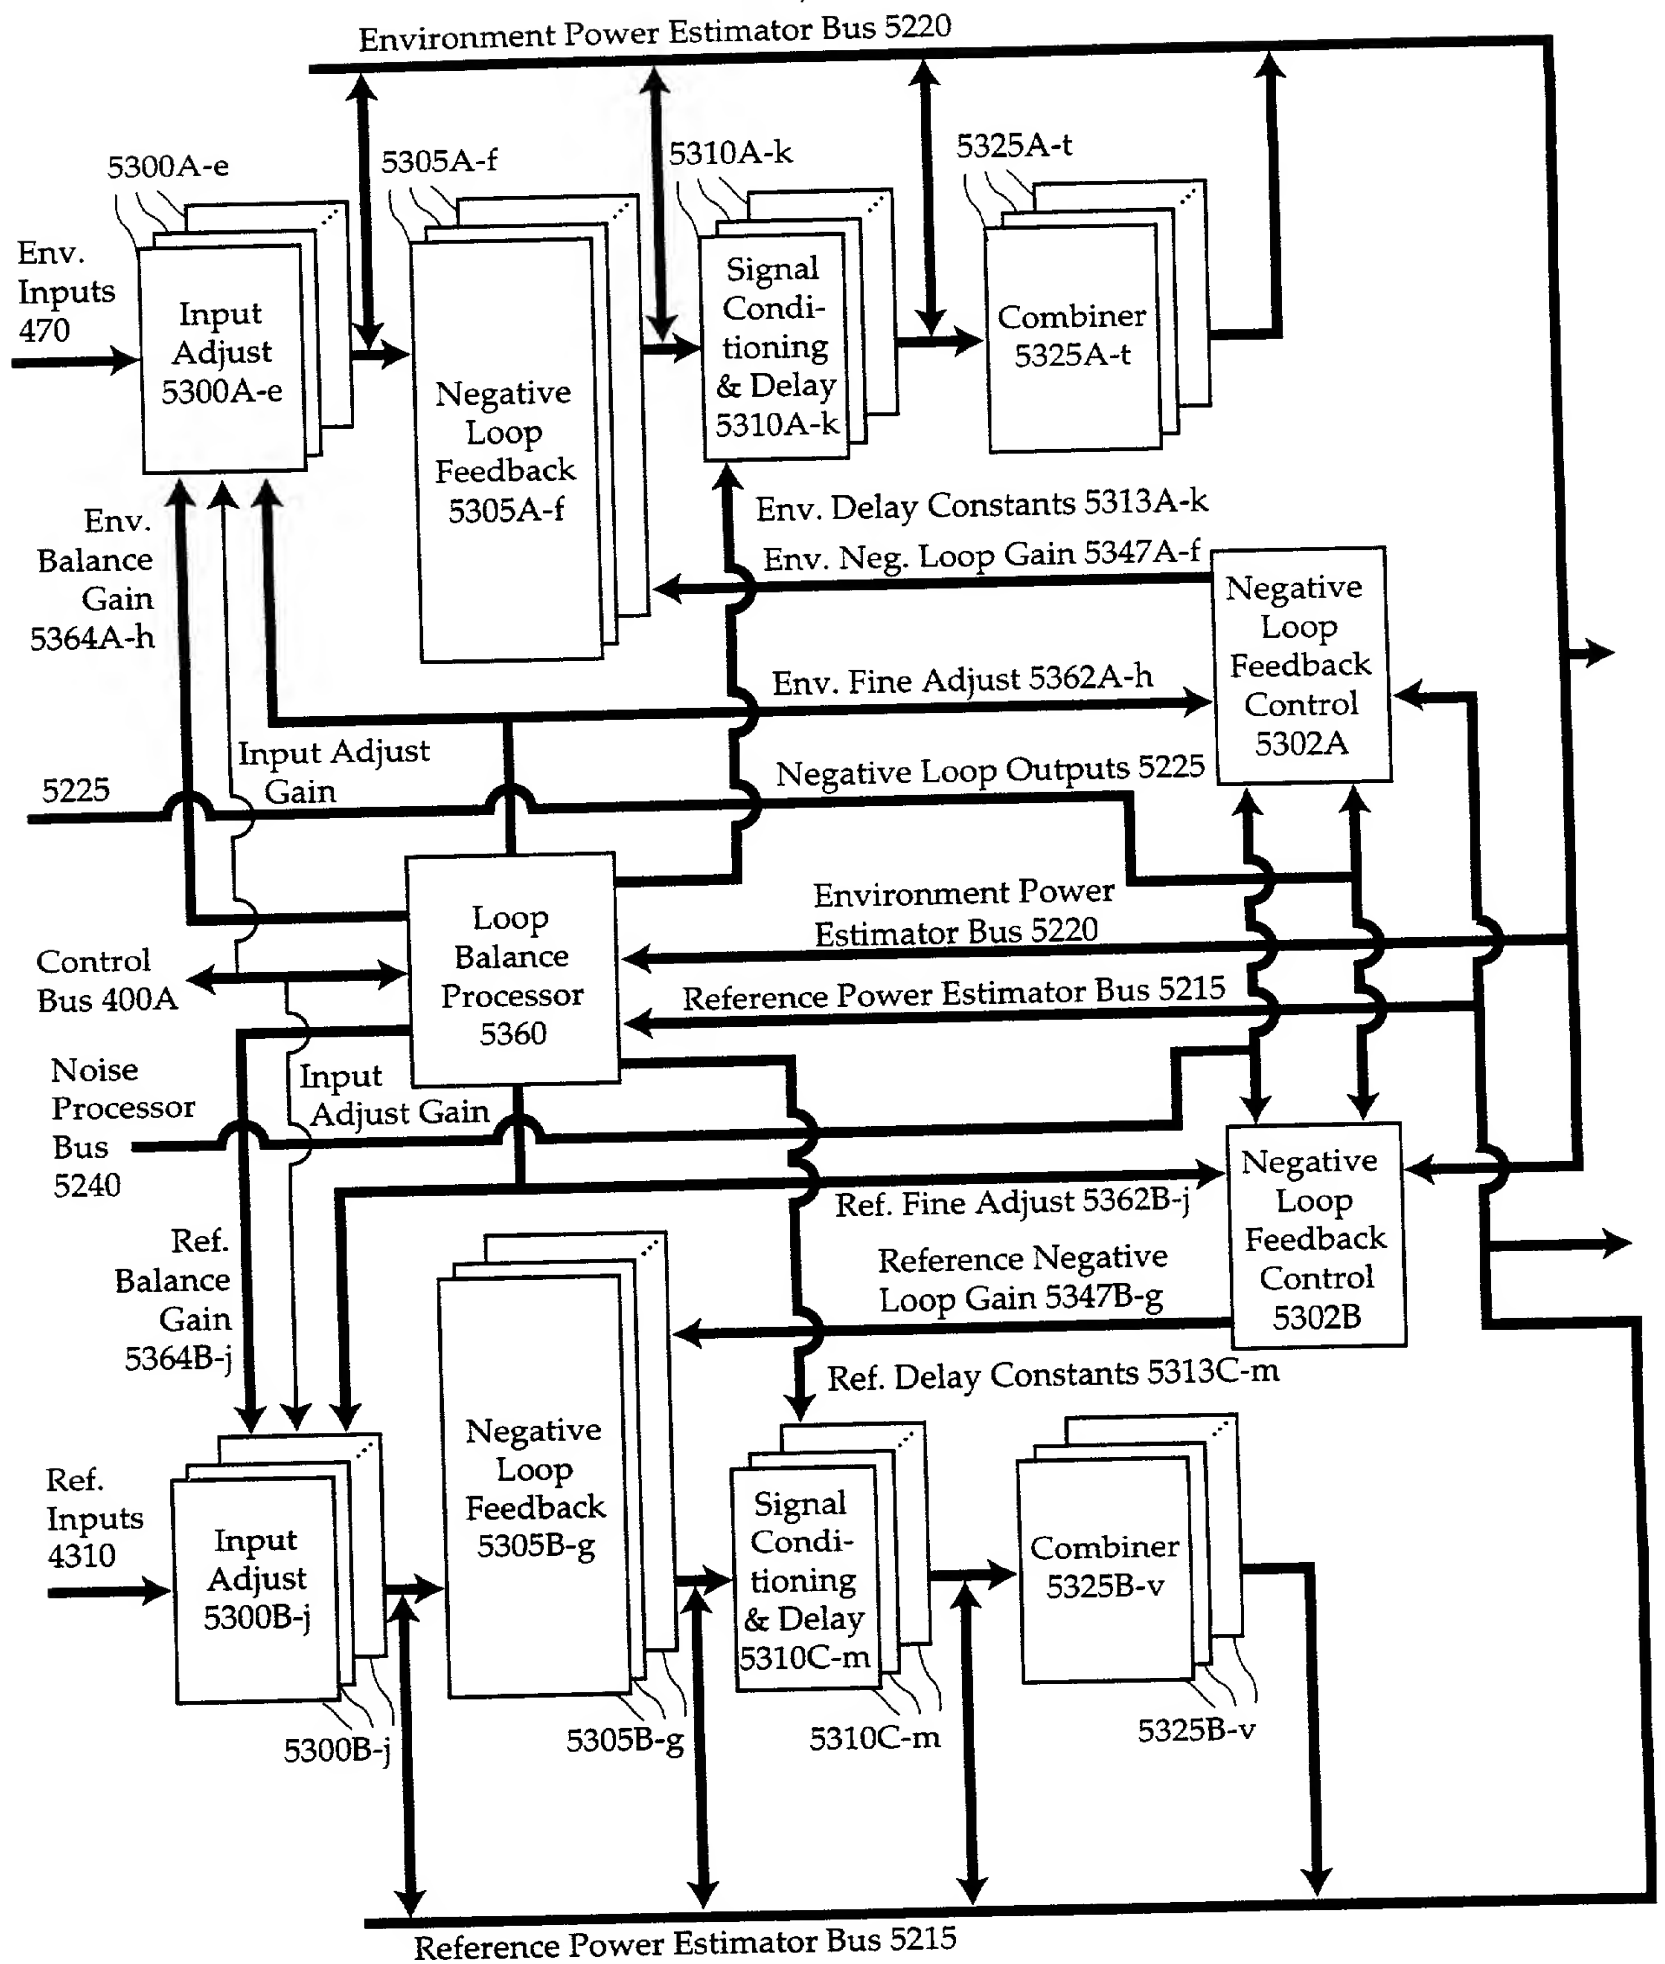 Environment Power Estimator Bus 5220
5300A-e
5305A-f
5310A-k
5325A-t
Env.
Inputs
470
Input
Adjust
5300A-e
Negative
Loop
Feedback
5305A-f
Signal
Condi-
tioning
& Delay
5310A-k
Combiner
5325A-t
Env.
Balance
Gain
5364A-h
Env. Delay Constants 5313A-k
Env. Neg. Loop Gain 5347A-f
Negative
Loop
Feedback
Control
5302A
Env. Fine Adjust 5362A-h
Input Adjust
Gain
5225
Negative Loop Outputs 5225
Loop
Balance
Processor
5360
Environment Power
Estimator Bus 5220
Control
Bus 400A
Reference Power Estimator Bus 5215
Noise
Processor
Bus
5240
Input
Adjust Gain
Negative
Loop
Feedback
Control
5302B
Ref. Fine Adjust 5362B-j
Ref.
Balance
Gain
5364B-j
Reference Negative
Loop Gain 5347B-g
Ref. Delay Constants 5313C-m
Ref.
Inputs
4310
Input
Adjust
5300B-j
Negative
Loop
Feedback
5305B-g
Signal
Condi-
tioning
& Delay
5310C-m
Combiner
5325B-v
5300B-j
5305B-g
5310C-m
5325B-v
Reference Power Estimator Bus 5215